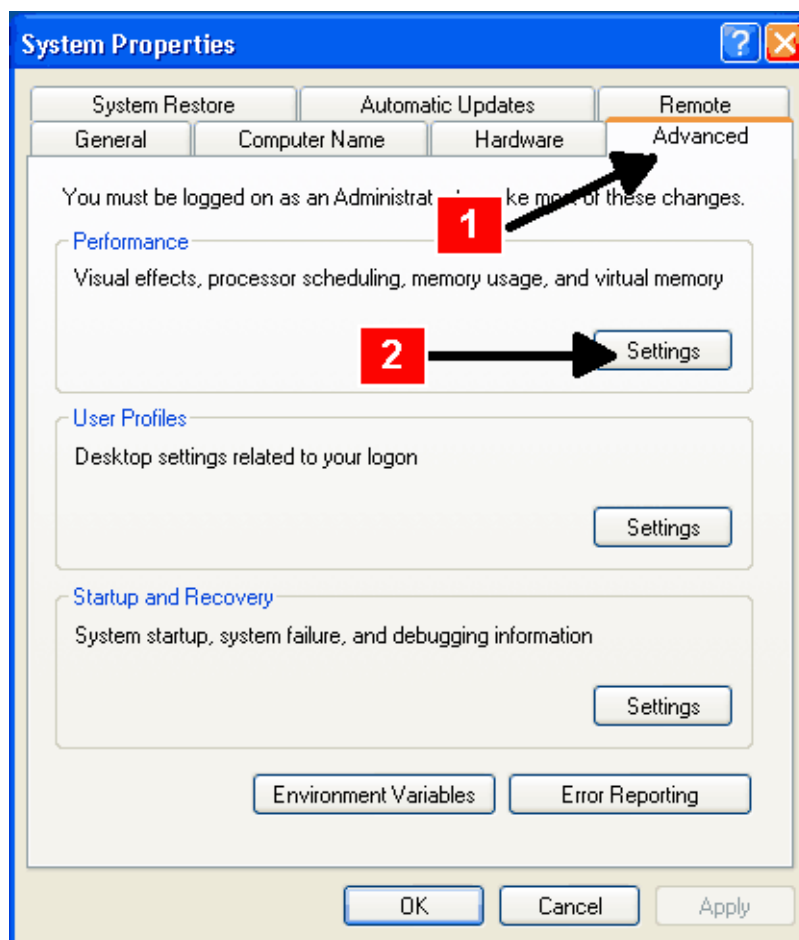 System Properties
System Restore Automatic Updates Remote
General Computer Name Hardware Advanced
You must be logged on as an Administrat ke most of these changes.
1
Performance
Visual effects, processor scheduling, memory usage, and virtual memory
2 Settings
User Profiles
Desktop settings related to your logon
Settings
Startup and Recovery
System startup, system failure, and debugging information
Settings
Environment Variables Error Reporting
OK Cancel Apply